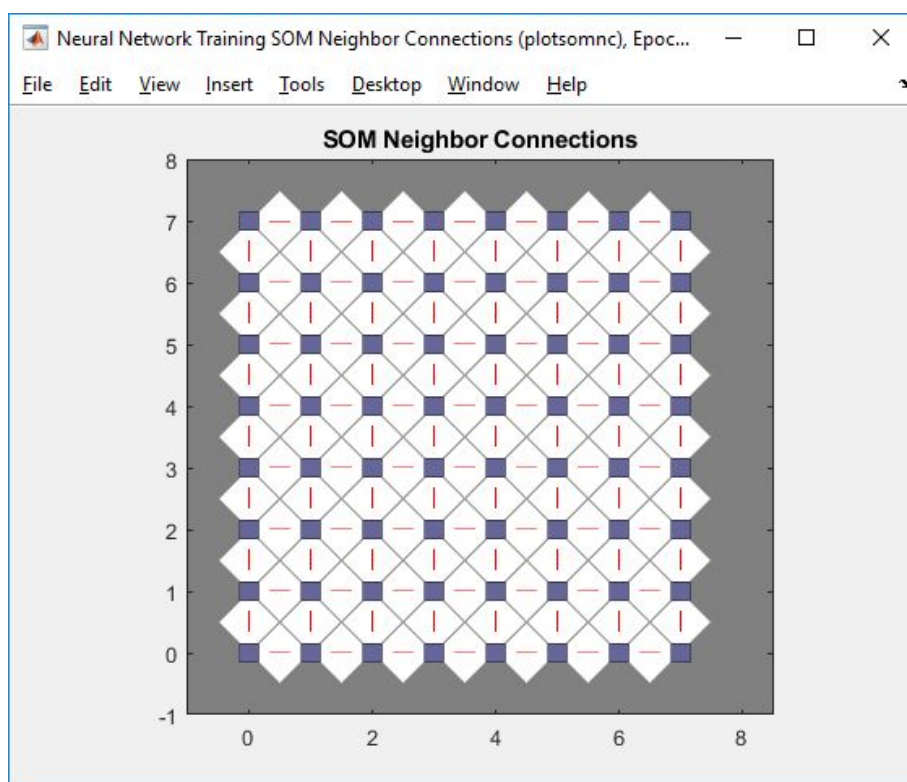 Neural Network Training SOM Neighbor Connections (plotsomnc), Epoc...
File Edit View Insert Tools Desktop Window Help
SOM Neighbor Connections
8
7
6
5
4
3
2
1
0
-1
0 2 4 6 8